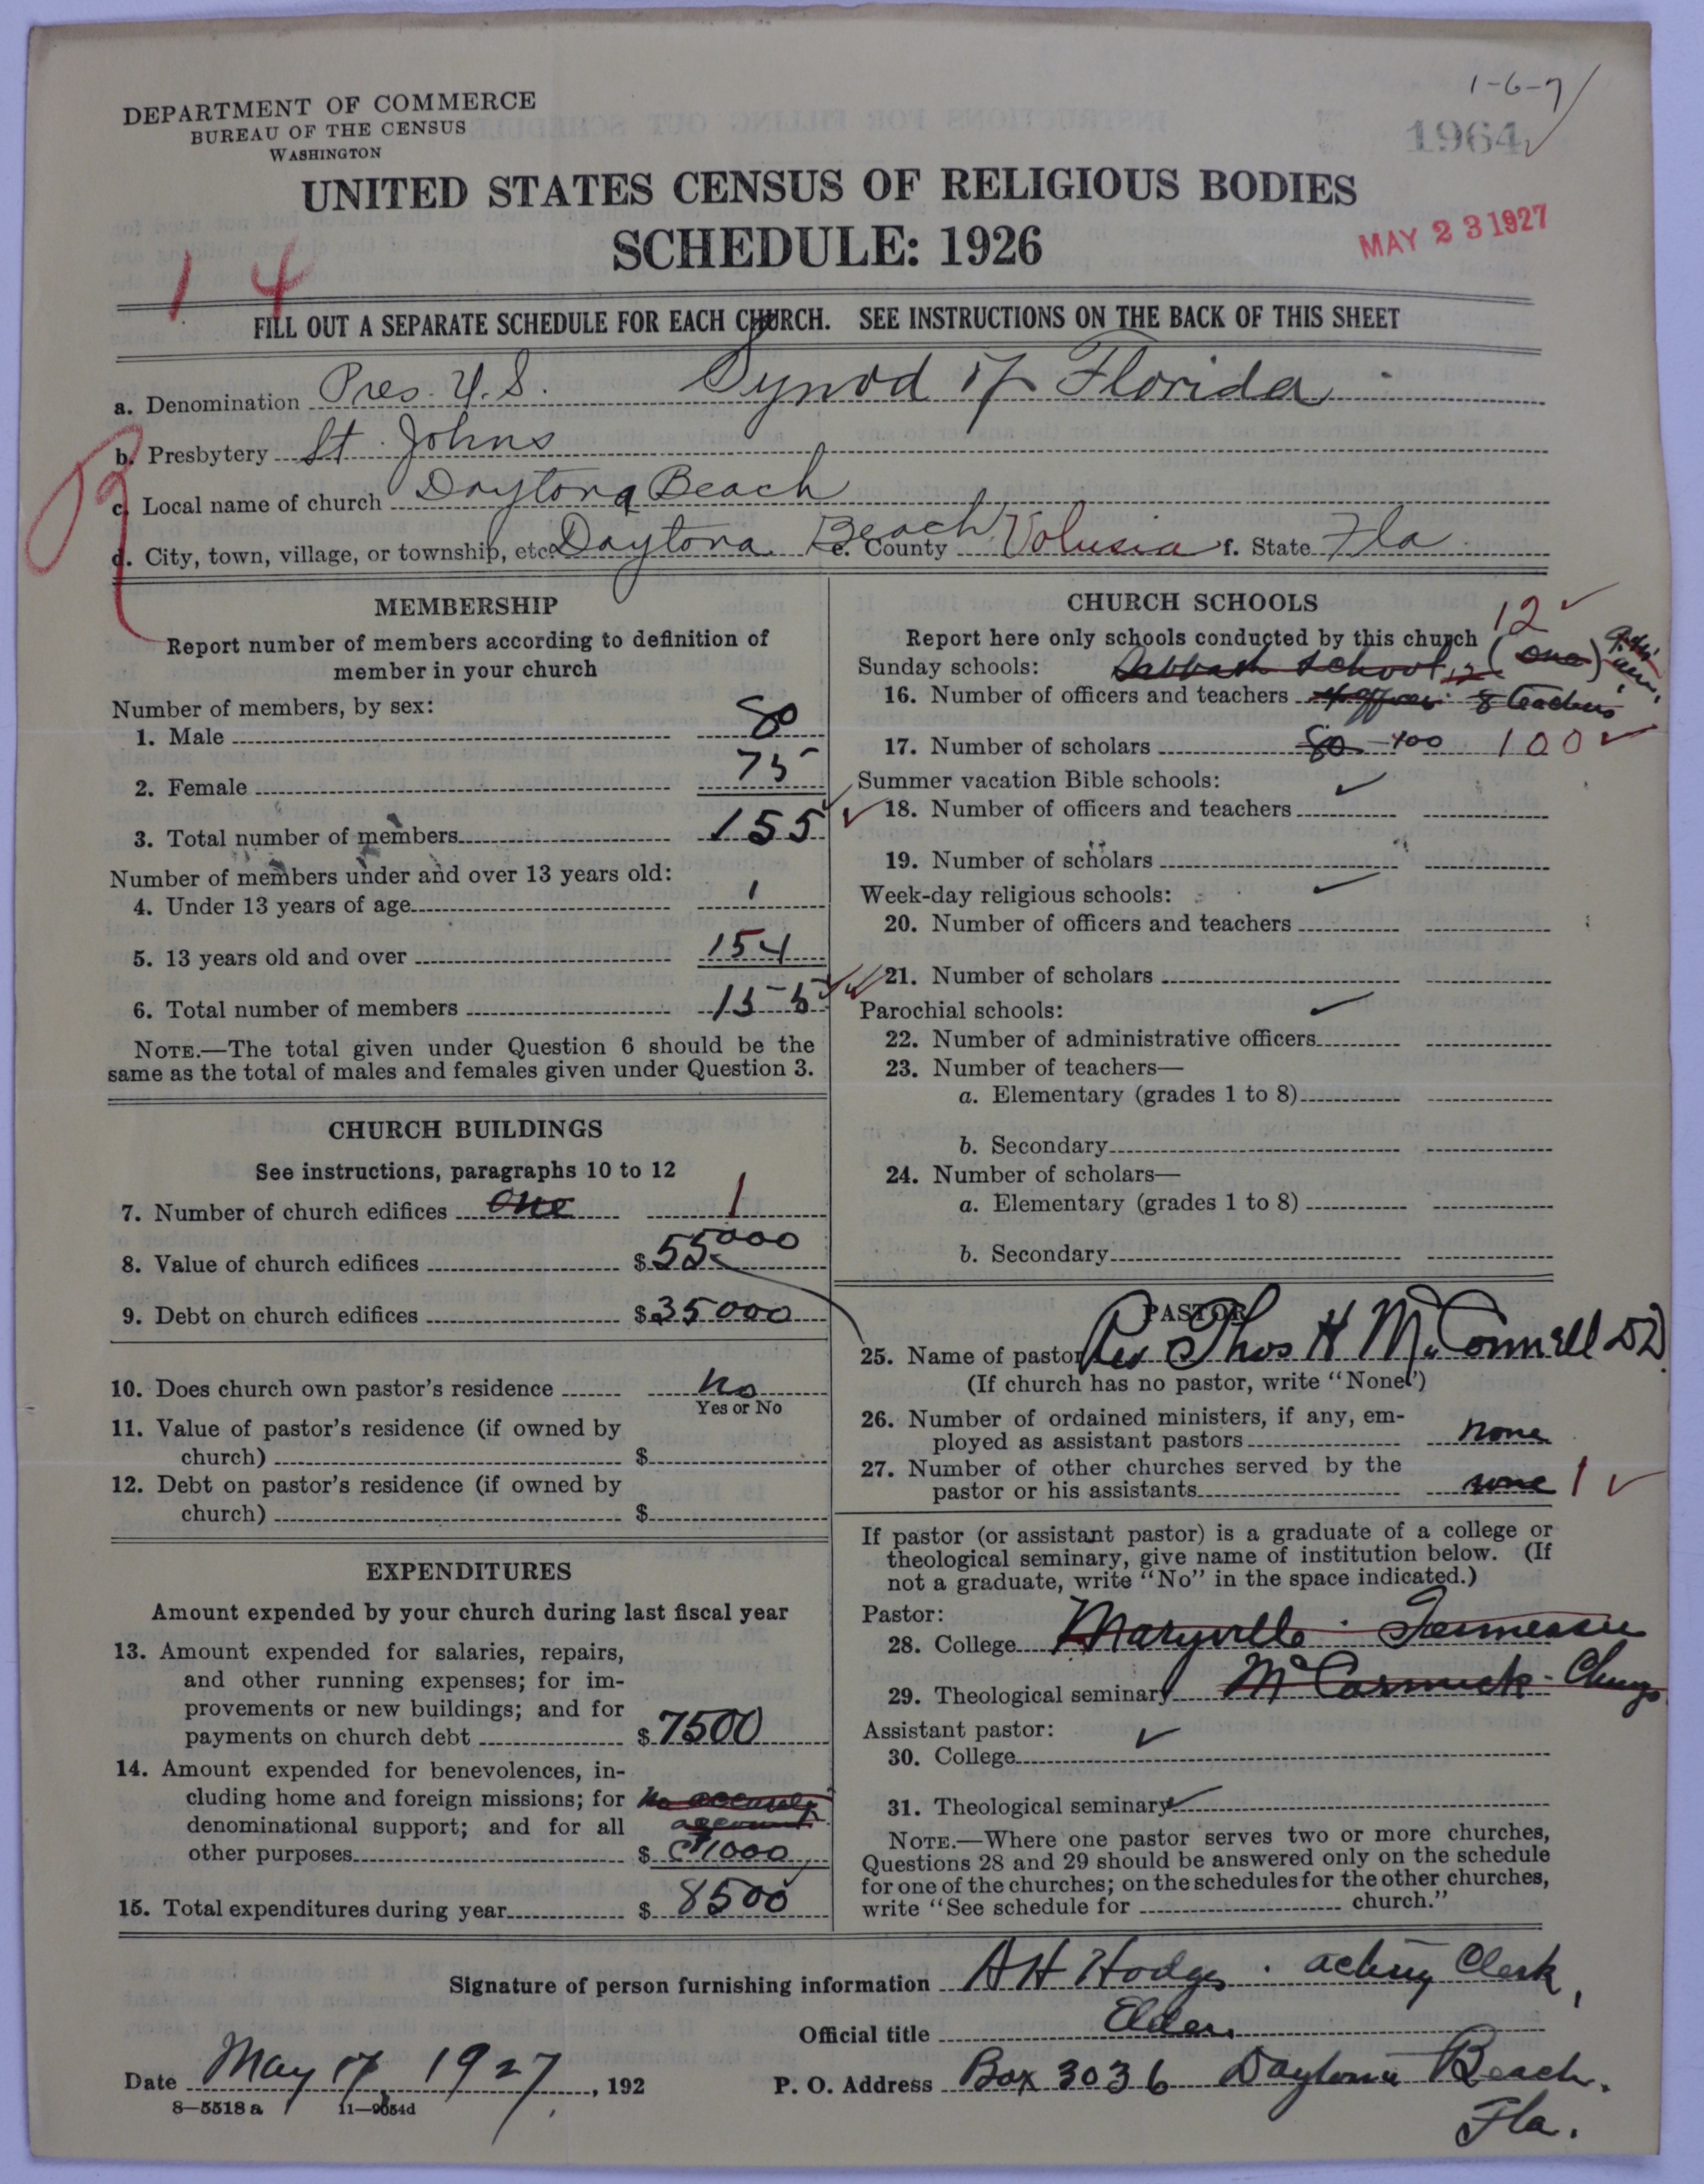 1-6-7
DEPARTMENT OF COMMERCE
BUREAU OF THE CENSUS
WASHINGTON
1964
UNITED STATES CENSUS OF RELIGIOUS BODIES
SCHEDULE: 1926
MAY 23 1927
1 4
FILL OUT A SEPARATE SCHEDULE FOR EACH CHURCH. SEE INSTRUCTIONS ON THE BACK OF THIS SHEET
a. Denomination Pres. U.S. Synod of Florida
b. Presbytery St. Johns
c. Local name of church Daytona Beach
d. City, town, village, or township, etc. Daytona Beach e. County Volusia f. State Fla
MEMBERSHIP
Report number of members according to definition of
member in your church
Number of members, by sex:
1. Male 80
2. Female 75
3. Total number of members 155
Number of members under and over 13 years old:
4. Under 13 years of age 1
5. 13 years old and over 154
6. Total number of members 155
NOTE.—The total given under Question 6 should be the
same as the total of males and females given under Question 3.
CHURCH BUILDINGS
See instructions, paragraphs 10 to 12
7. Number of church edifices one 1
8. Value of church edifices $ 55000
9. Debt on church edifices $ 35000
10. Does church own pastor's residence No
Yes or No
11. Value of pastor's residence (if owned by
church) $
12. Debt on pastor's residence (if owned by
church) $
EXPENDITURES
Amount expended by your church during last fiscal year
13. Amount expended for salaries, repairs,
and other running expenses; for im-
provements or new buildings; and for
payments on church debt $ 7500
14. Amount expended for benevolences, in-
cluding home and foreign missions; for no
denominational support; and for all account
other purposes $ 1000
15. Total expenditures during year $ 8500
CHURCH SCHOOLS
12
Report here only schools conducted by this church
Sunday schools: Sabbath School 12 (one)
16. Number of officers and teachers 4 officers 8 teachers
17. Number of scholars 80 100 100
Summer vacation Bible schools:
18. Number of officers and teachers
19. Number of scholars
Week-day religious schools:
20. Number of officers and teachers
21. Number of scholars
Parochial schools:
22. Number of administrative officers
23. Number of teachers—
a. Elementary (grades 1 to 8)
b. Secondary
24. Number of scholars—
a. Elementary (grades 1 to 8)
b. Secondary
PASTOR
25. Name of pastor Rev Thos H McConnell DD.
(If church has no pastor, write "None")
26. Number of ordained ministers, if any, em-
ployed as assistant pastors none
27. Number of other churches served by the
pastor or his assistants none 1
If pastor (or assistant pastor) is a graduate of a college or
theological seminary, give name of institution below. (If
not a graduate, write "No" in the space indicated.)
Pastor:
28. College Maryville Tennessee
29. Theological seminary McCormick - Chicago
Assistant pastor:
30. College
31. Theological seminary
NOTE.—Where one pastor serves two or more churches,
Questions 28 and 29 should be answered only on the schedule
for one of the churches; on the schedules for the other churches,
write "See schedule for church."
Signature of person furnishing information A H Hodges. acting Clerk,
Official title Elder.
Date May 17, 1927, 192
P. O. Address Box 3036 Daytona Beach.
Fla.
8—5518 a 11—9054d